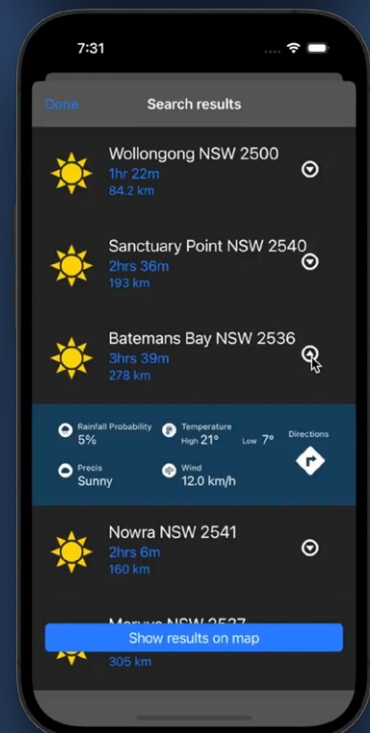 7:31
Done
Search results
Wollongong NSW 2500
1hr 22m
84.2 km
Sanctuary Point NSW 2540
2hrs 36m
193 km
Batemans Bay NSW 2536
3hrs 39m
278 km
Rainfall Probability
5%
Temperature
High 21° Low 7°
Directions
Precis
Sunny
Wind
12.0 km/h
Nowra NSW 2541
2hrs 6m
160 km
Moruya NSW 2537
Show results on map
305 km